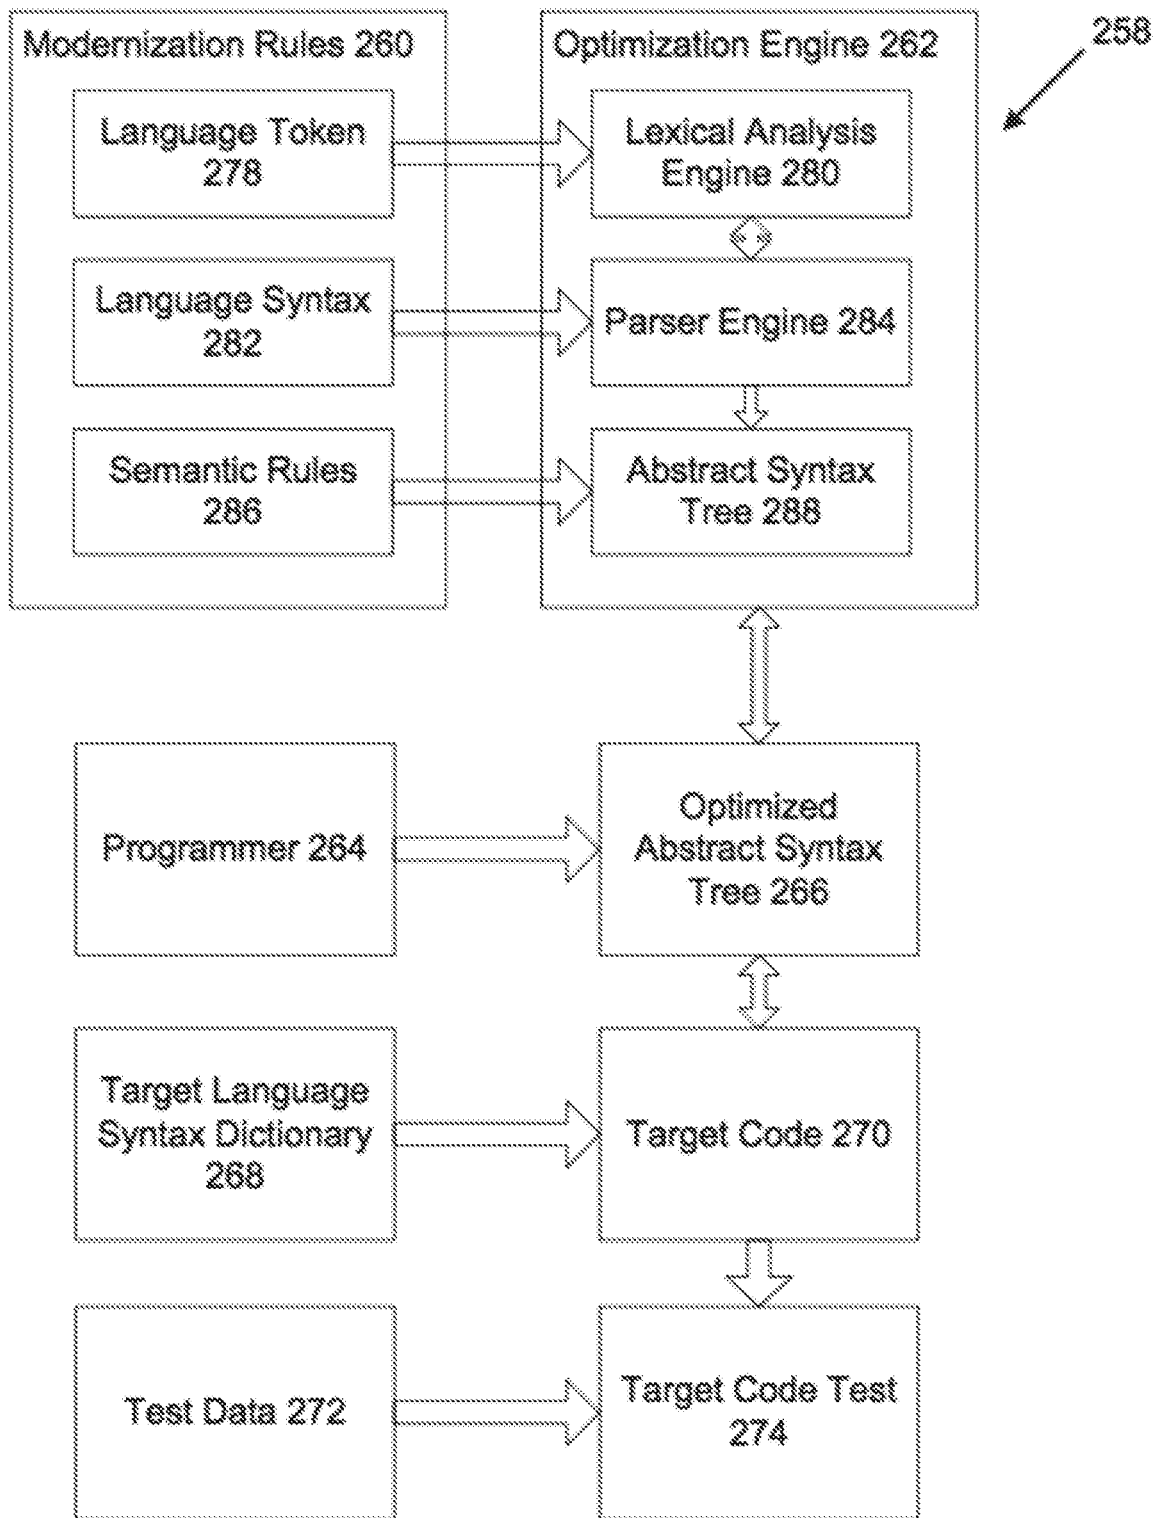 Modernization Rules 260
Optimization Engine 262
258
Language Token
278
Lexical Analysis
Engine 280
Language Syntax
282
Parser Engine 284
Semantic Rules
286
Abstract Syntax
Tree 288
Programmer 264
Optimized
Abstract Syntax
Tree 266
Target Language
Syntax Dictionary
268
Target Code 270
Test Data 272
Target Code Test
274